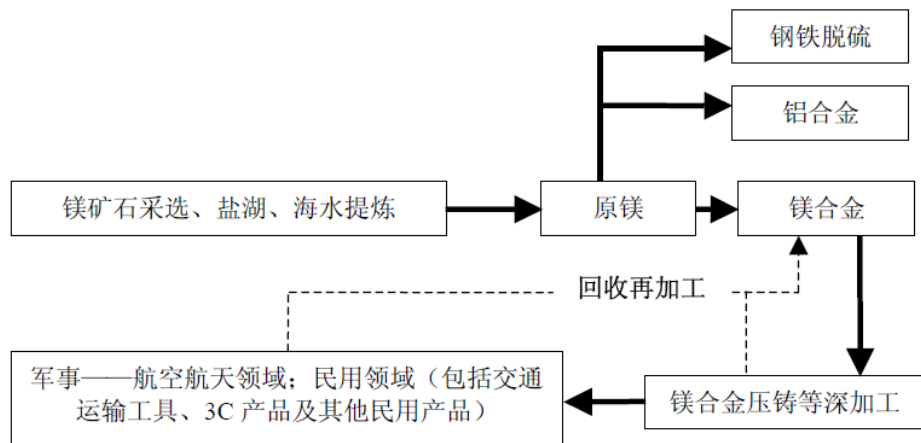 钢铁脱硫
铝合金
镁矿石采选、盐湖、海水提炼
原镁
镁合金
回收再加工
军事——航空航天领域；民用领域（包括交通
运输工具、3C 产品及其他民用产品）
镁合金压铸等深加工